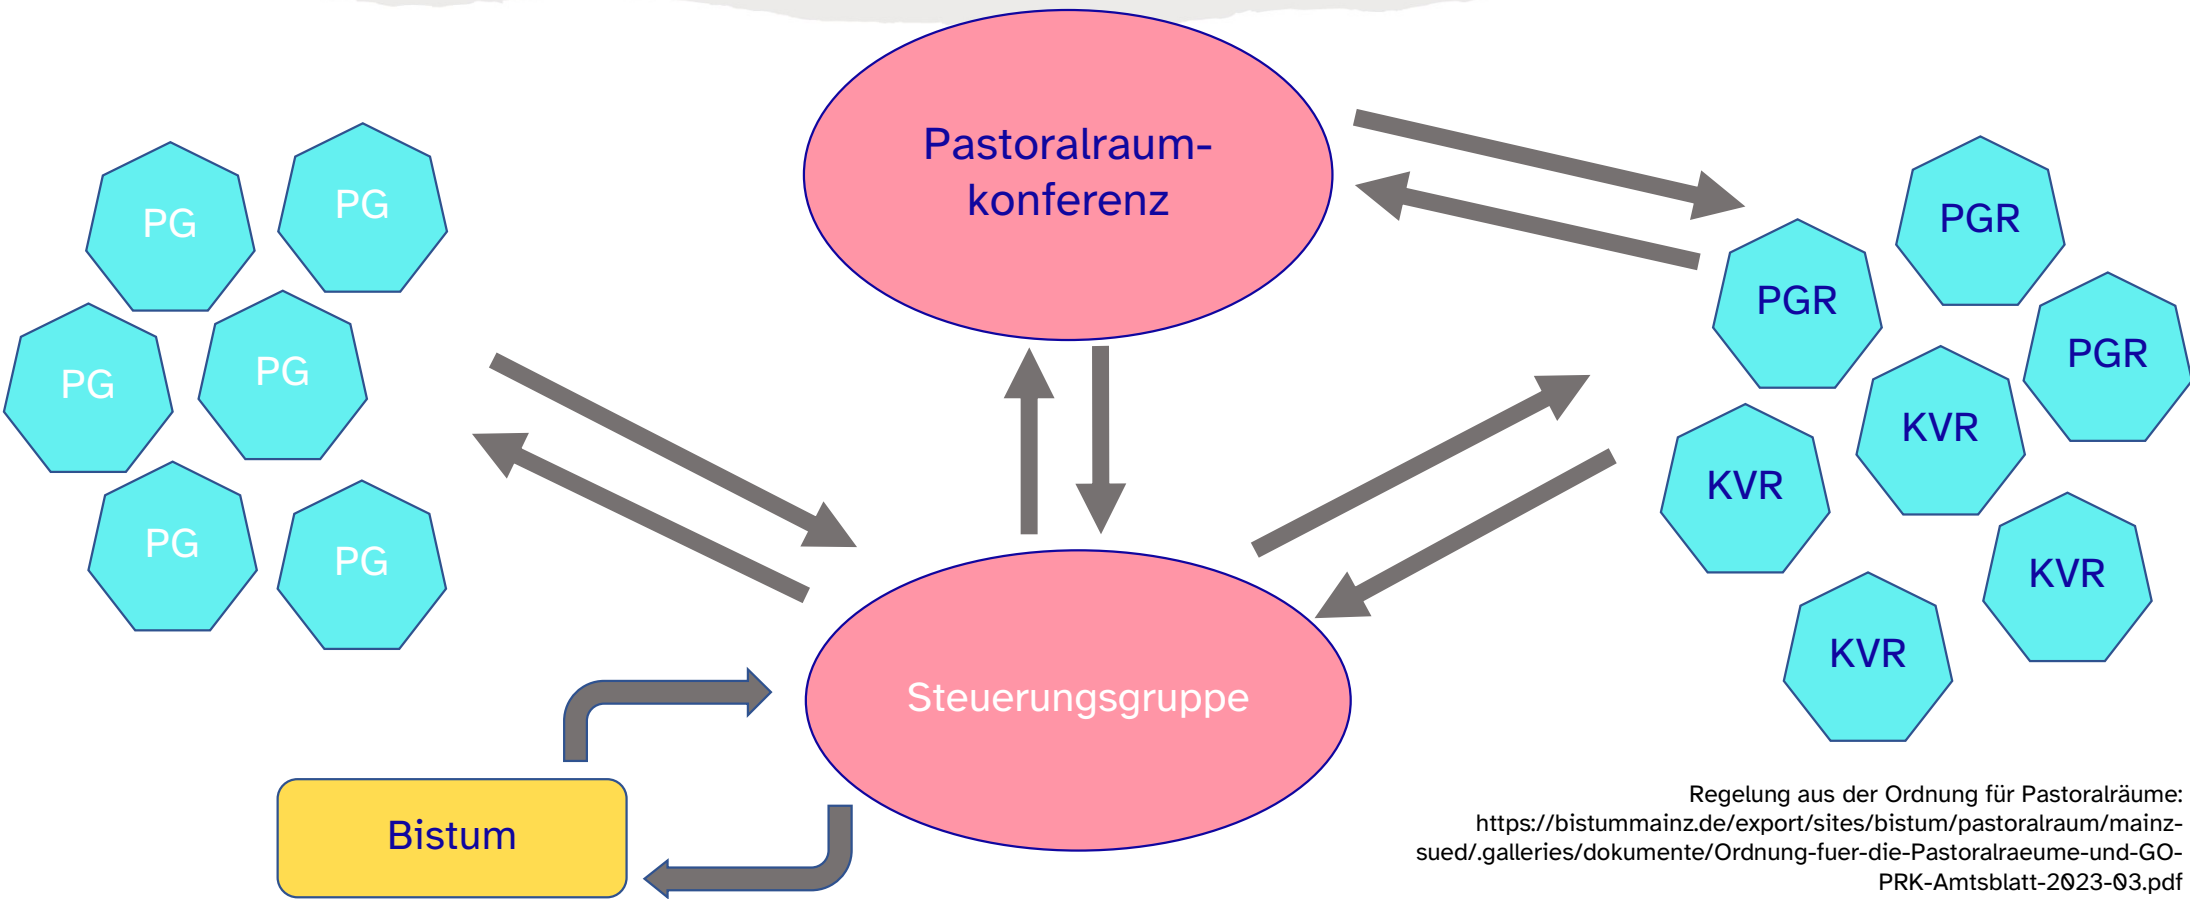 Pastoralraum-
konferenz
PG
PG
PG
PG
PG
PG
PGR
PGR
PGR
KVR
KVR
KVR
KVR
Steuerungsgruppe
Bistum
Regelung aus der Ordnung für Pastoralräume:
https://bistummainz.de/export/sites/bistum/pastoralraum/mainz-
sued/.galleries/dokumente/Ordnung-fuer-die-Pastoralraeume-und-GO-
PRK-Amtsblatt-2023-03.pdf